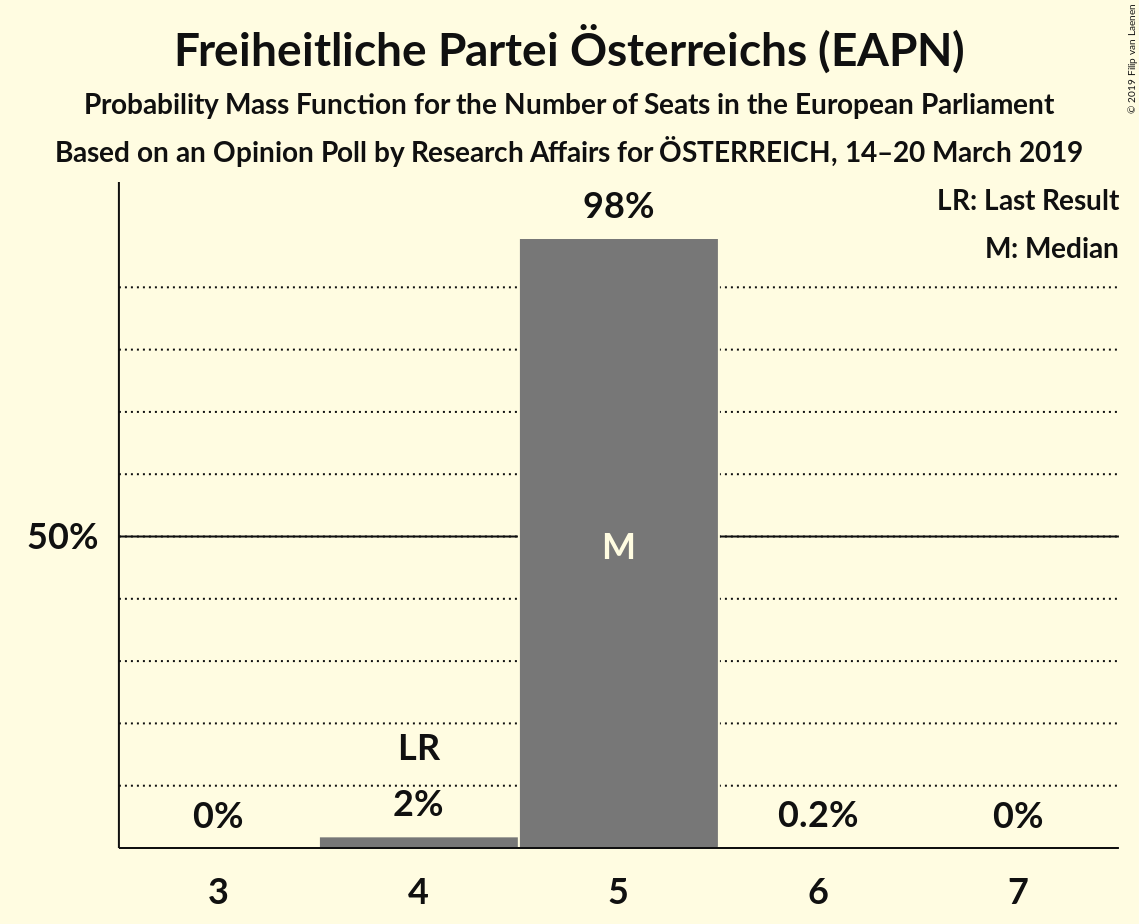 Freiheitliche Partei Österreichs (EAPN)
Probability Mass Function for the Number of Seats in the European Parliament
Based on an Opinion Poll by Research Affairs for ÖSTERREICH, 14–20 March 2019
© 2019 Filip van Laenen
LR: Last Result
M: Median
98%
50%
M
LR
0%
2%
0.2%
0%
3
4
5
6
7